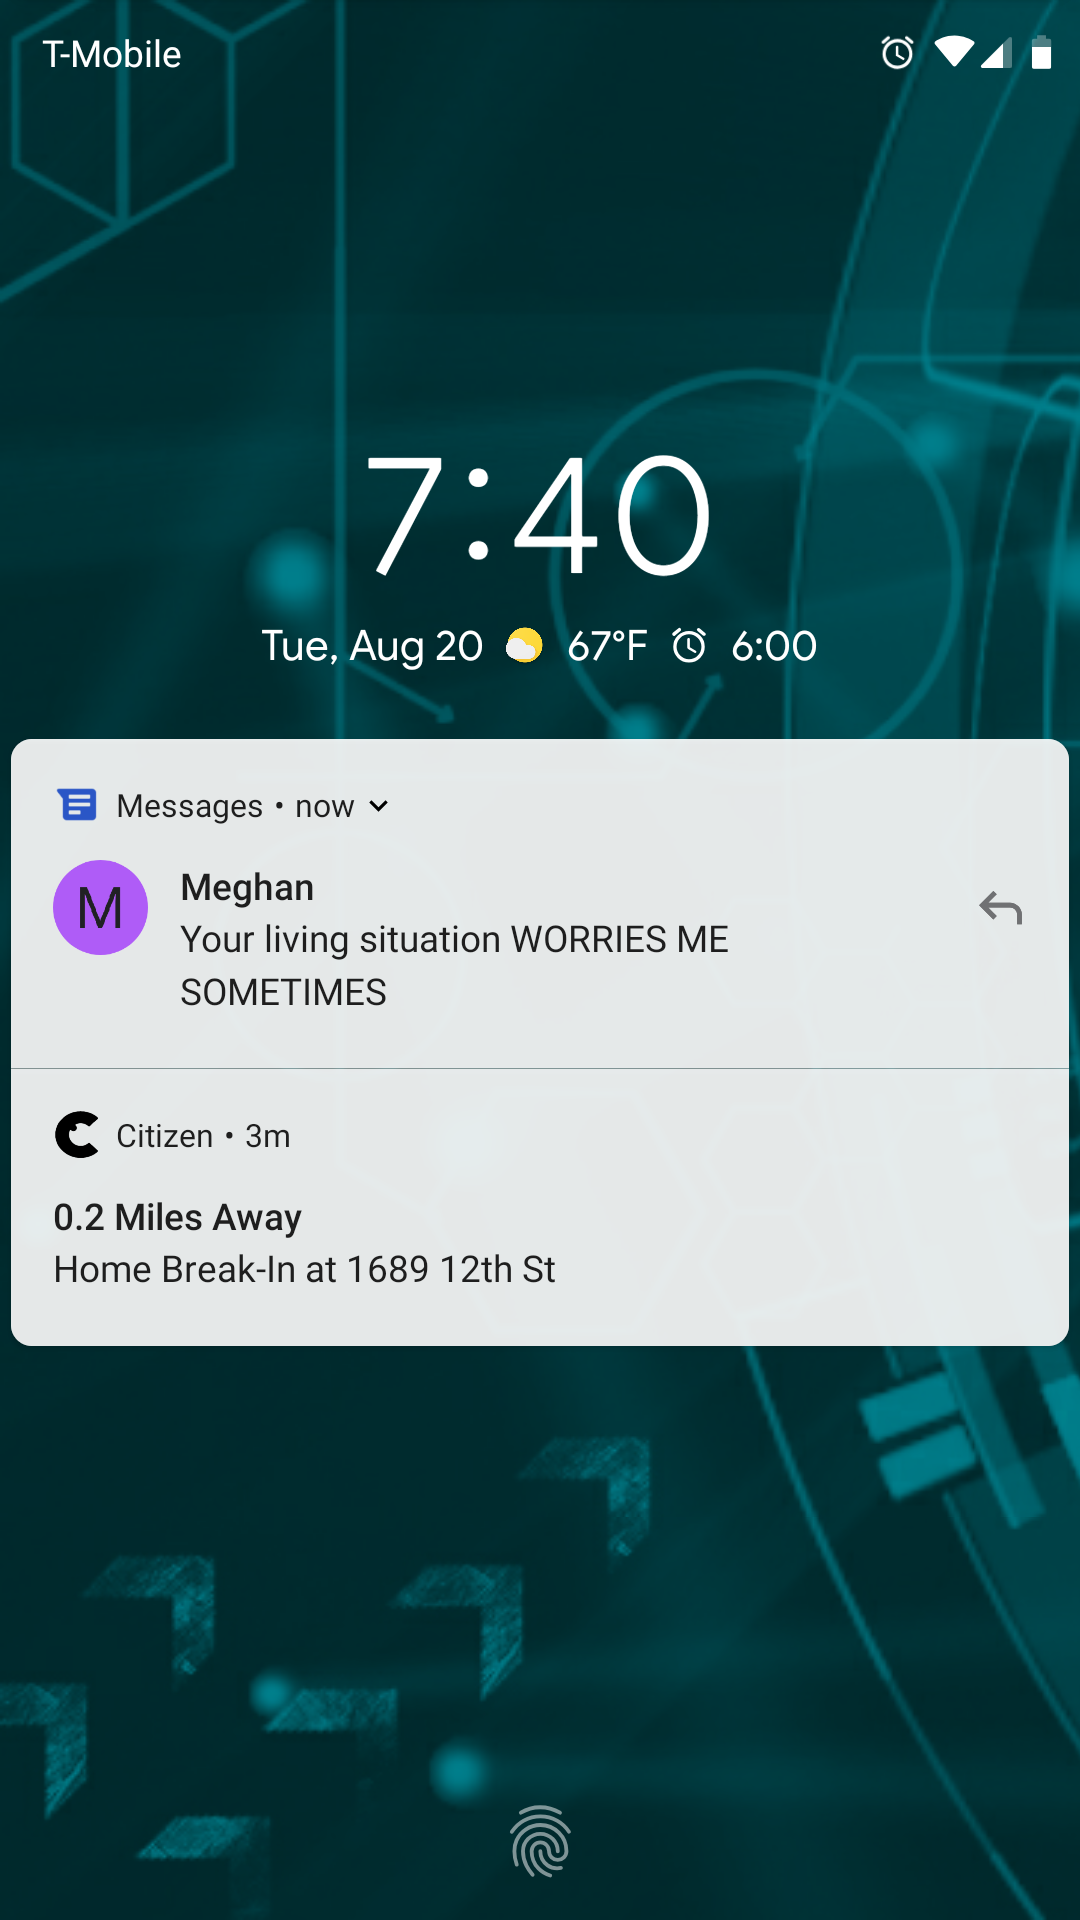 T-Mobile
7:40
Tue, Aug 20 67°F 6:00
Messages • now
M
Meghan
Your living situation WORRIES ME
SOMETIMES
Citizen • 3m
0.2 Miles Away
Home Break-In at 1689 12th St